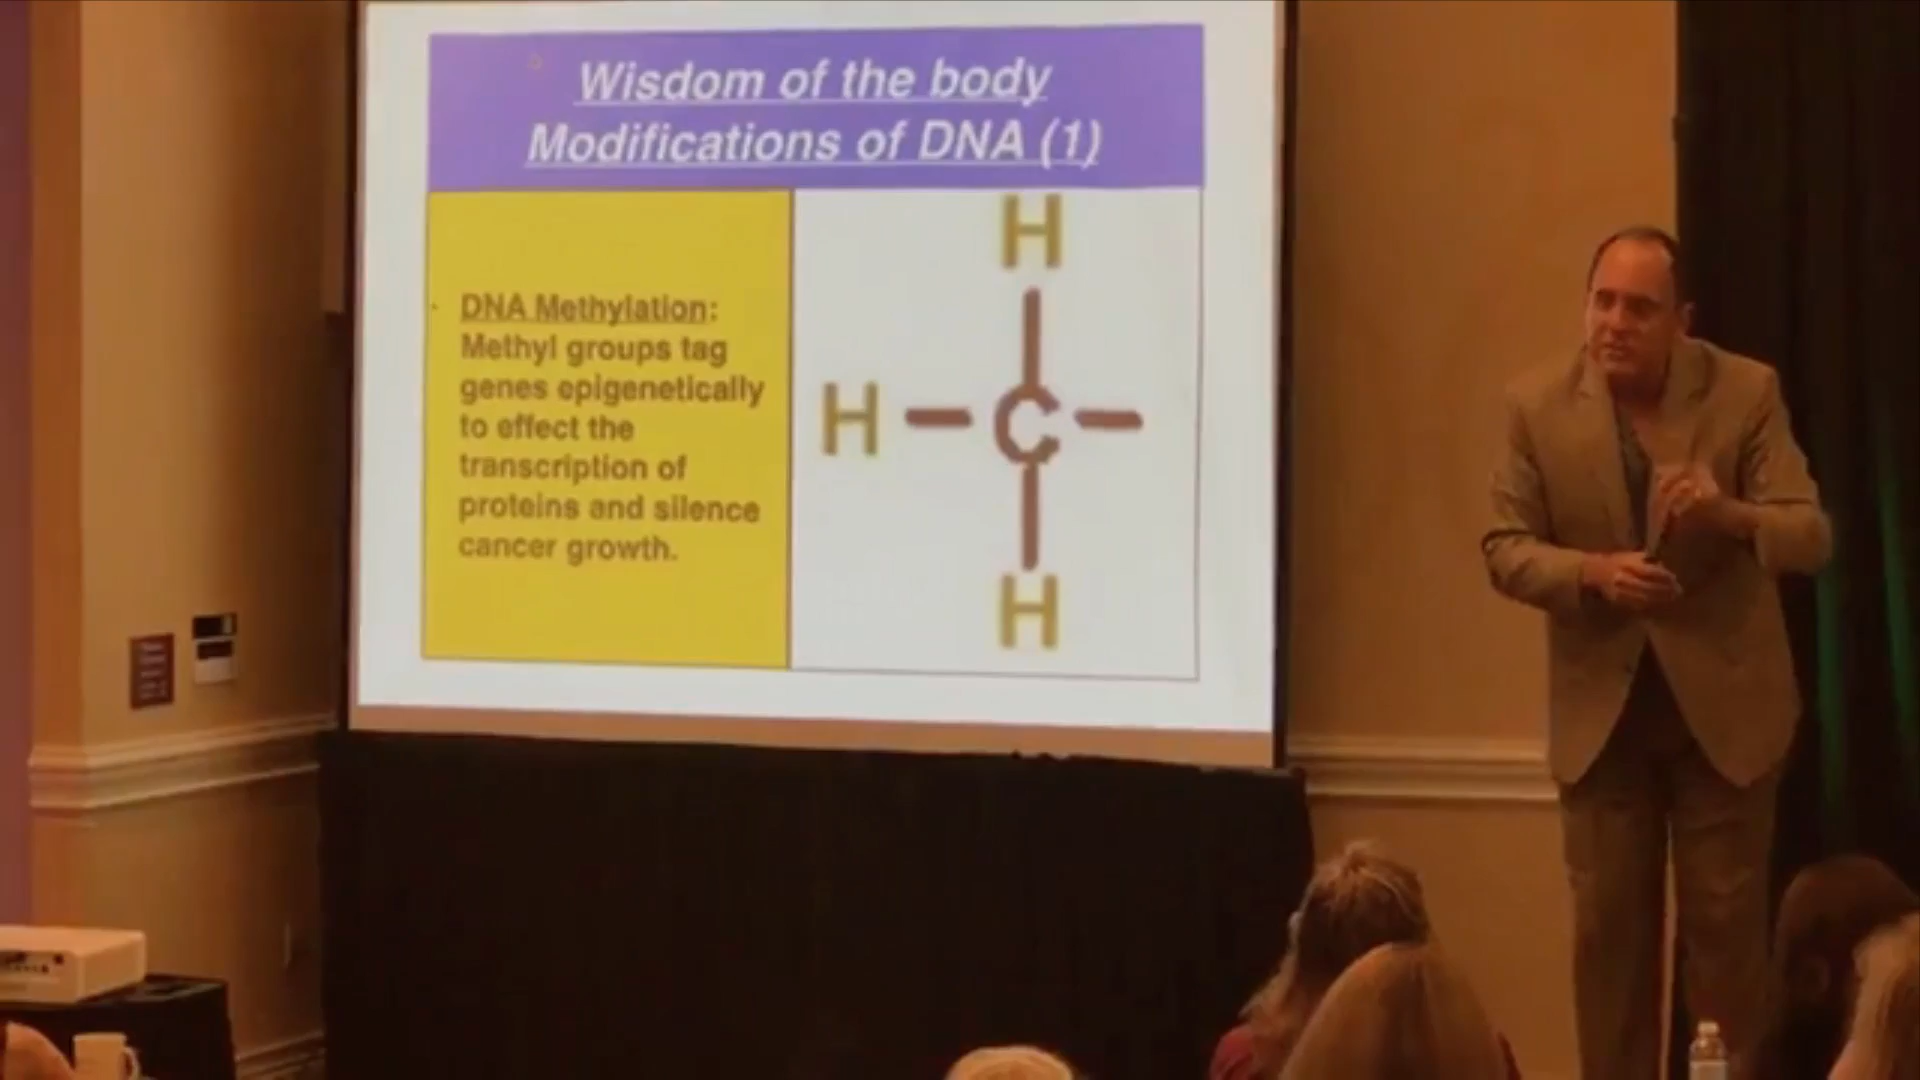 Wisdom of the body
Modifications of DNA (1)
DNA Methylation:
Methyl groups tag
genes epigenetically
to effect the
transcription of
proteins and silence
cancer growth.
H
H - C -
H